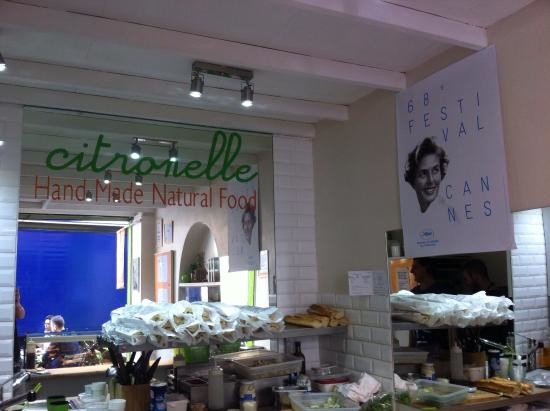 citronelle
Hand Made Natural Food
68e
FESTI
VAL
CAN
NES